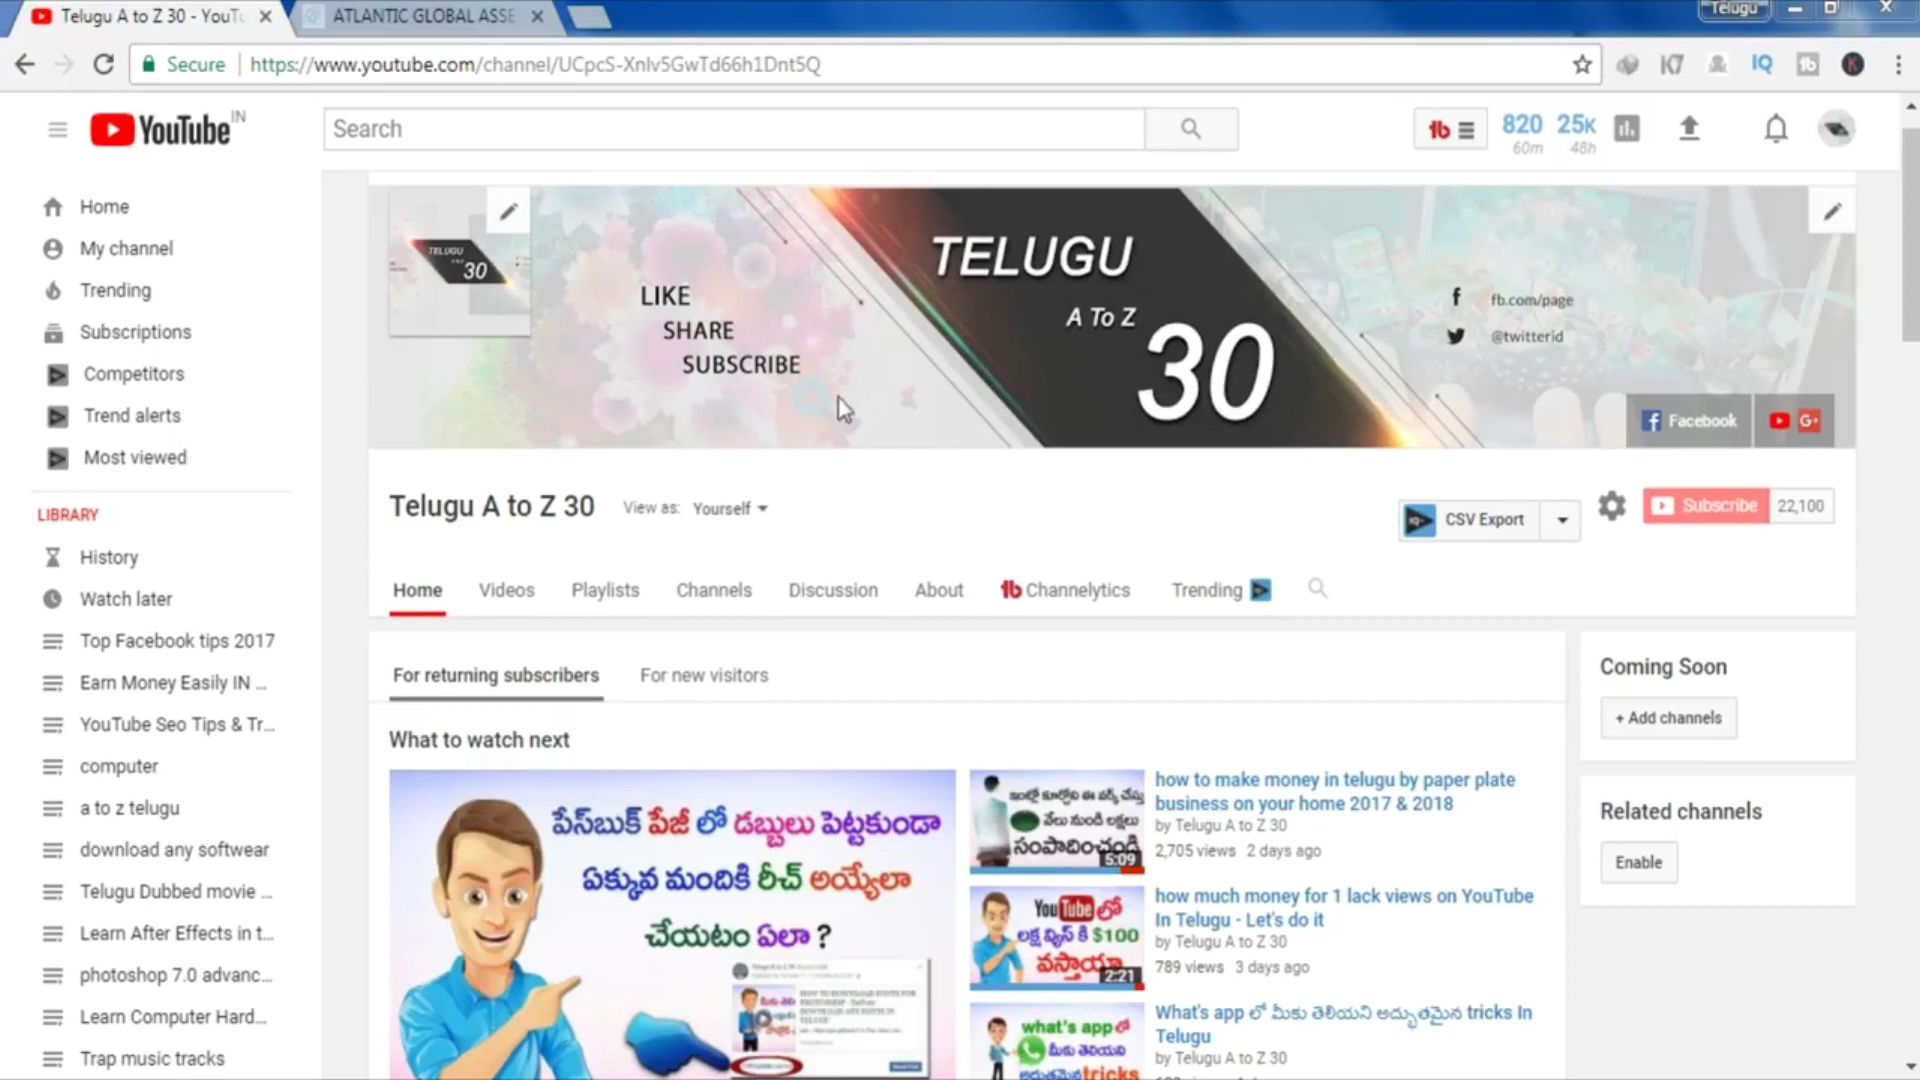 Telugu A to Z 30 - YouTu
ATLANTIC GLOBAL ASSE
Telugu
Secure
https://www.youtube.com/channel/UCpcS-XnIv5GwTd66h1Dnt5Q
YouTube IN
Search
820 60m
25K 48h
Home
My channel
Trending
Subscriptions
Competitors
Trend alerts
Most viewed
LIBRARY
History
Watch later
Top Facebook tips 2017
Earn Money Easily IN ...
YouTube Seo Tips & Tr...
computer
a to z telugu
download any softwear
Telugu Dubbed movie ...
Learn After Effects in t...
photoshop 7.0 advanc...
Learn Computer Hard...
Trap music tracks
TELUGU
30
LIKE
SHARE
SUBSCRIBE
TELUGU
A To Z
30
fb.com/page
@twitterid
Facebook
G+
Telugu A to Z 30
View as: Yourself
CSV Export
Subscribe 22,100
Home Videos Playlists Channels Discussion About Channelytics Trending
For returning subscribers
For new visitors
What to watch next
పేస్‌బుక్ పేజీ లో డబ్బులు పెట్టకుండా
ఏక్కువ మందికి రీచ్ అయ్యేలా
చేయటం ఏలా ?
సంపాదించండి
5:09
how to make money in telugu by paper plate
business on your home 2017 & 2018
by Telugu A to Z 30
2,705 views 2 days ago
YouTube లో
లక్ష వ్యూస్ కి $100
వస్తాయా
2:21
how much money for 1 lack views on YouTube
In Telugu - Let's do it
by Telugu A to Z 30
789 views 3 days ago
what's app లో
మీకు తెలియని
అద్భుతమైన tricks
What's app లో మీకు తెలియని అద్భుతమైన tricks In
Telugu
by Telugu A to Z 30
Coming Soon
+ Add channels
Related channels
Enable